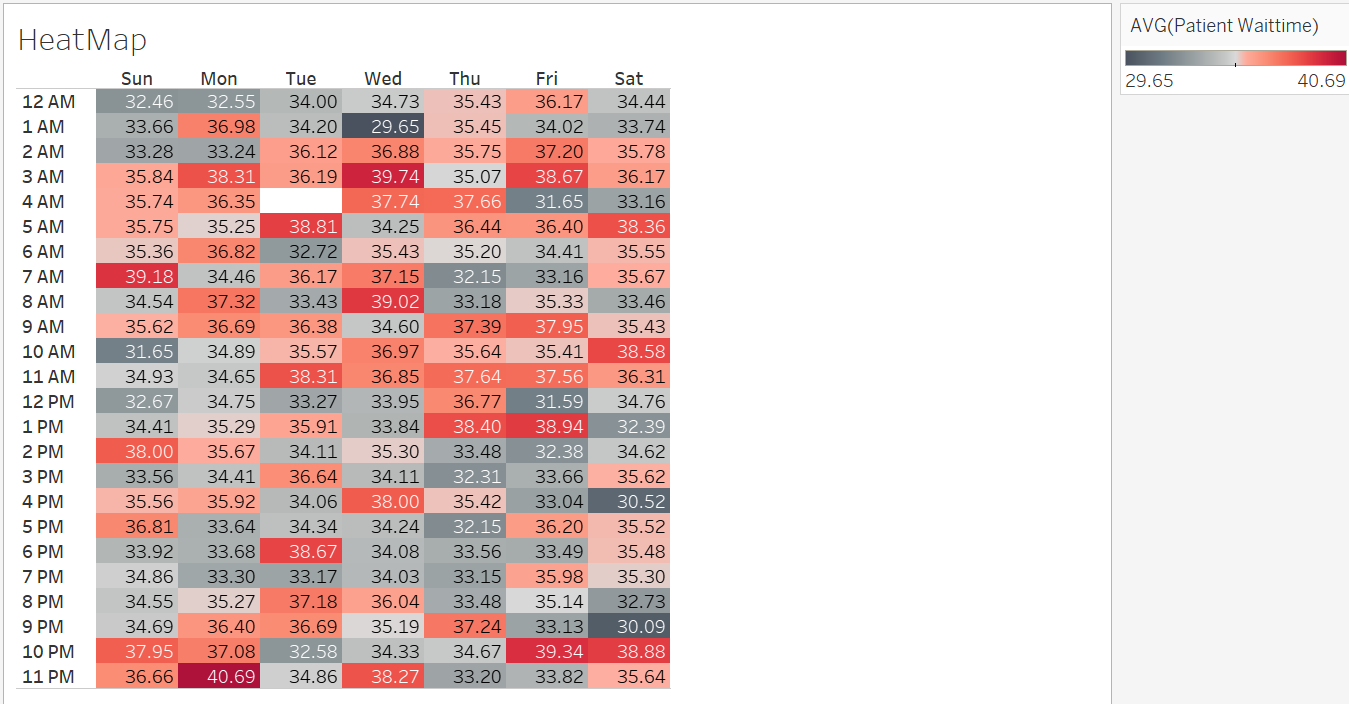 HeatMap
AVG(Patient Waittime)
29.65 40.69
Sun Mon Tue Wed Thu Fri Sat
12 AM 32.46 32.55 34.00 34.73 35.43 36.17 34.44
1 AM 33.66 36.98 34.20 29.65 35.45 34.02 33.74
2 AM 33.28 33.24 36.12 36.88 35.75 37.20 35.78
3 AM 35.84 38.31 36.19 39.74 35.07 38.67 36.17
4 AM 35.74 36.35 37.74 37.66 31.65 33.16
5 AM 35.75 35.25 38.81 34.25 36.44 36.40 38.36
6 AM 35.36 36.82 32.72 35.43 35.20 34.41 35.55
7 AM 39.18 34.46 36.17 37.15 32.15 33.16 35.67
8 AM 34.54 37.32 33.43 39.02 33.18 35.33 33.46
9 AM 35.62 36.69 36.38 34.60 37.39 37.95 35.43
10 AM 31.65 34.89 35.57 36.97 35.64 35.41 38.58
11 AM 34.93 34.65 38.31 36.85 37.64 37.56 36.31
12 PM 32.67 34.75 33.27 33.95 36.77 31.59 34.76
1 PM 34.41 35.29 35.91 33.84 38.40 38.94 32.39
2 PM 38.00 35.67 34.11 35.30 33.48 32.38 34.62
3 PM 33.56 34.41 36.64 34.11 32.31 33.66 35.62
4 PM 35.56 35.92 34.06 38.00 35.42 33.04 30.52
5 PM 36.81 33.64 34.34 34.24 32.15 36.20 35.52
6 PM 33.92 33.68 38.67 34.08 33.56 33.49 35.48
7 PM 34.86 33.30 33.17 34.03 33.15 35.98 35.30
8 PM 34.55 35.27 37.18 36.04 33.48 35.14 32.73
9 PM 34.69 36.40 36.69 35.19 37.24 33.13 30.09
10 PM 37.95 37.08 32.58 34.33 34.67 39.34 38.88
11 PM 36.66 40.69 34.86 38.27 33.20 33.82 35.64